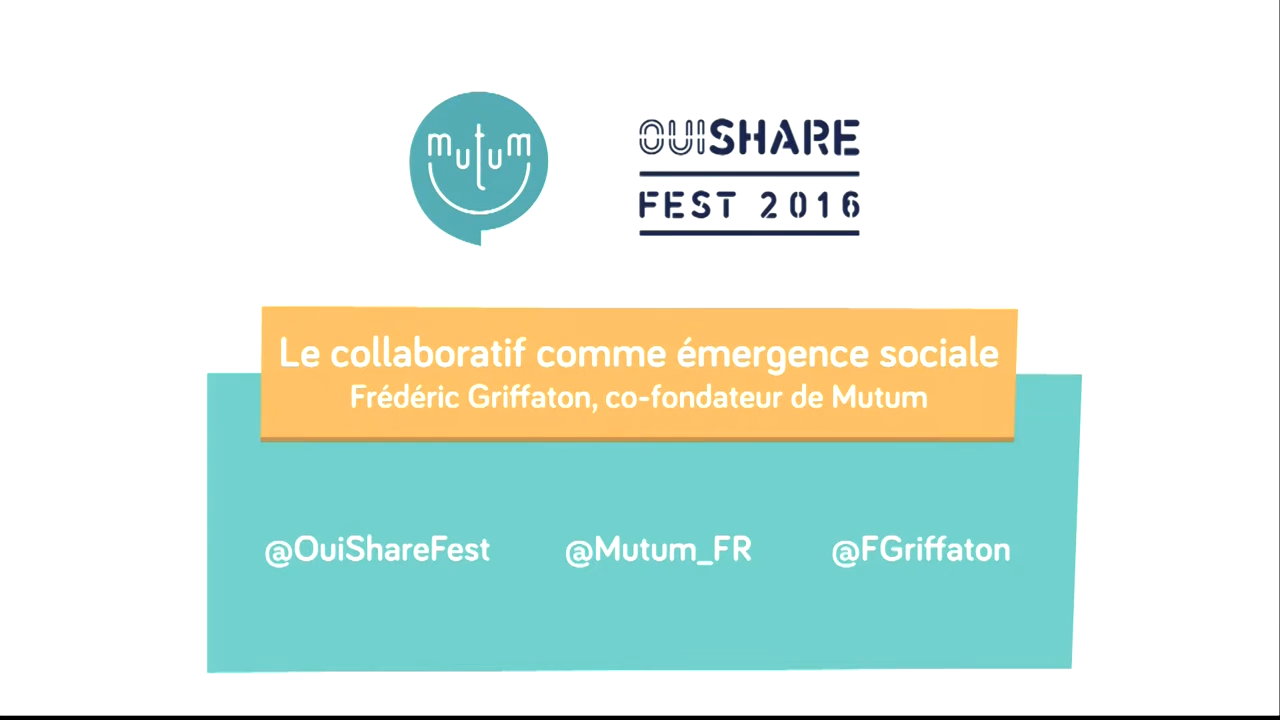 mutum
OUISHARE
FEST 2016
Le collaboratif comme émergence sociale
Frédéric Griffaton, co-fondateur de Mutum
@OuiShareFest @Mutum_FR @FGriffaton